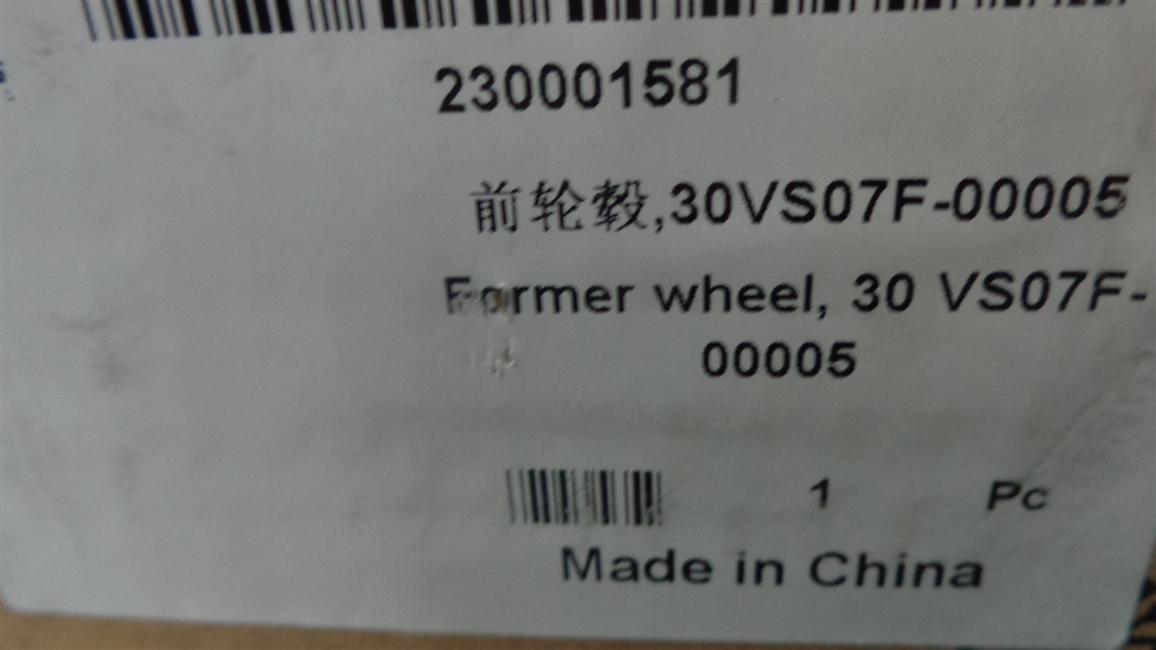 230001581
前轮毂,30VS07F-00005
Former wheel, 30 VS07F-
00005
1 Pc
Made in China